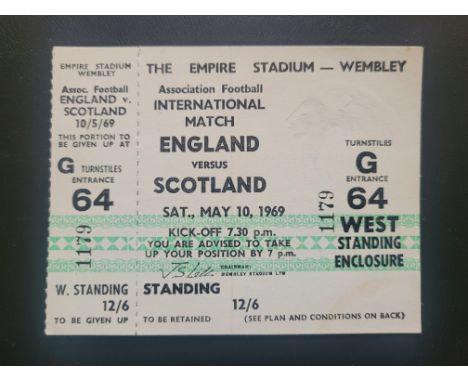 EMPIRE STADIUM
WEMBLEY
Assoc. Football
ENGLAND v.
SCOTLAND
10/5/69
THIS PORTION TO
BE GIVEN UP AT
G TURNSTILES
ENTRANCE
64
1179
W. STANDING
12/6
TO BE GIVEN UP
THE EMPIRE STADIUM — WEMBLEY
Association Football
INTERNATIONAL
MATCH
ENGLAND
VERSUS
SCOTLAND
SAT., MAY 10, 1969
KICK-OFF 7.30 p.m.
YOU ARE ADVISED TO TAKE
UP YOUR POSITION BY 7 p.m.
CHAIRMAN:
WEMBLEY STADIUM LTD
STANDING
12/6
TO BE RETAINED
(SEE PLAN AND CONDITIONS ON BACK)
TURNSTILES
G
ENTRANCE
64
1179
WEST
STANDING
ENCLOSURE